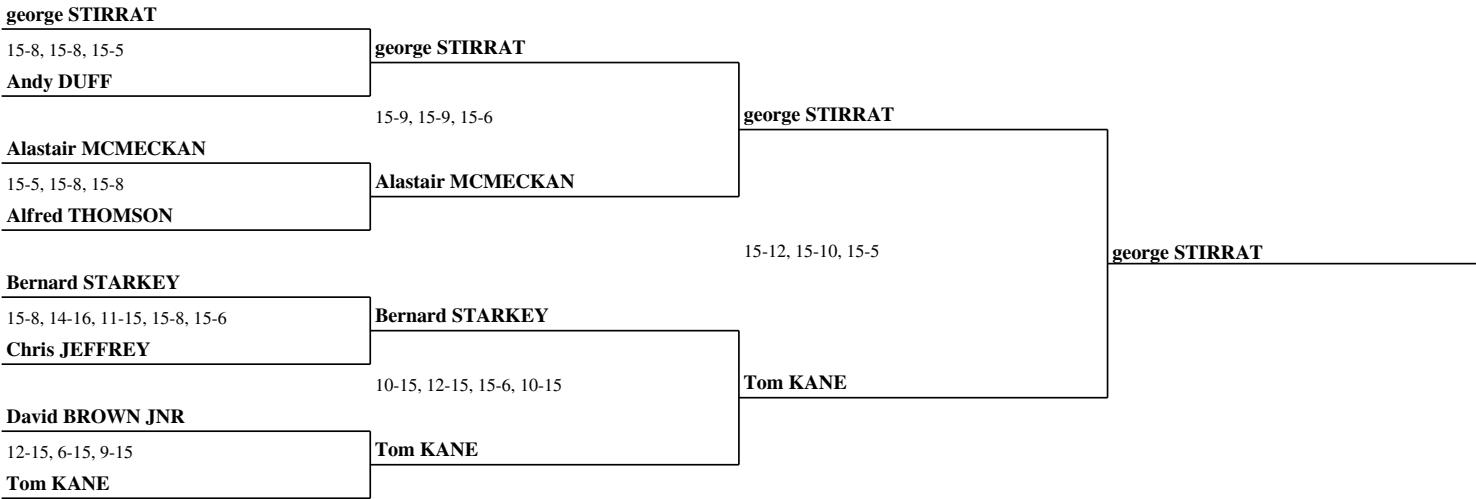 george STIRRAT
15-8, 15-8, 15-5
george STIRRAT
Andy DUFF
15-9, 15-9, 15-6
george STIRRAT
Alastair MCMECKAN
15-5, 15-8, 15-8
Alastair MCMECKAN
Alfred THOMSON
15-12, 15-10, 15-5
george STIRRAT
Bernard STARKEY
15-8, 14-16, 11-15, 15-8, 15-6
Bernard STARKEY
Chris JEFFREY
10-15, 12-15, 15-6, 10-15
Tom KANE
David BROWN JNR
12-15, 6-15, 9-15
Tom KANE
Tom KANE